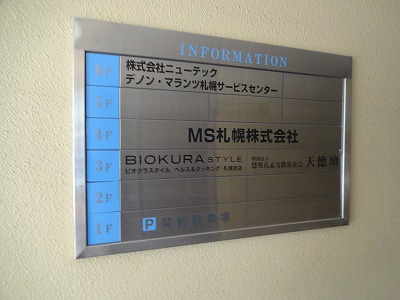 INFORMATION
6F 株式会社ニューテック
デノン・マランツ札幌サービスセンター
5F
4F MS札幌株式会社
3F BIOKURA STYLE 天徳壇
ビオクラスタイル ヘルス&クッキング 札幌支店
2F
1F P 契約駐車場